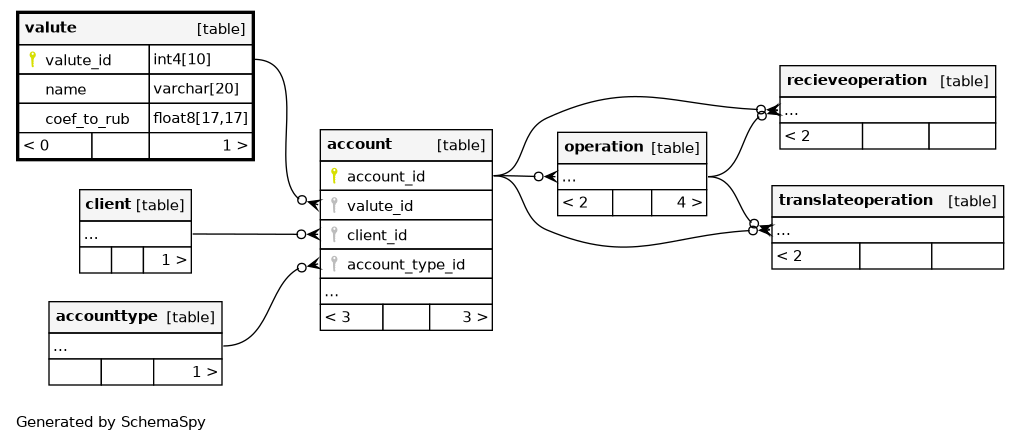 valute [table]
valute_id int4[10]
name varchar[20]
coef_to_rub float8[17,17]
< 0 1 >
client [table]
...
1 >
accounttype [table]
...
1 >
account [table]
account_id
valute_id
client_id
account_type_id
...
< 3 3 >
operation [table]
...
< 2 4 >
recieveoperation [table]
...
< 2
translateoperation [table]
...
< 2
Generated by SchemaSpy